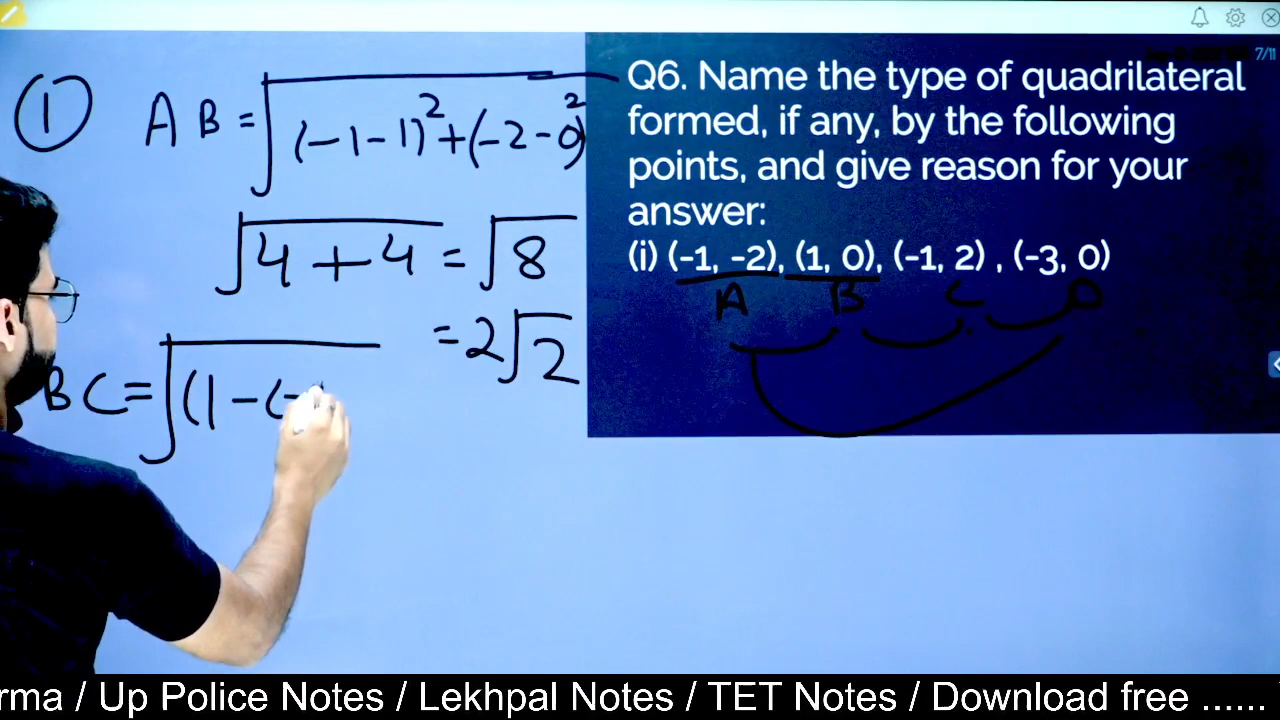 7/11
① AB = √(-1-1)²+(-2-0)²
√4+4 = √8
= 2√2
BC = √(1-(-
Q6. Name the type of quadrilateral
formed, if any, by the following
points, and give reason for your
answer:
(i) (-1, -2), (1, 0), (-1, 2) , (-3, 0)
A B C D
rma / Up Police Notes / Lekhpal Notes / TET Notes / Download free ......